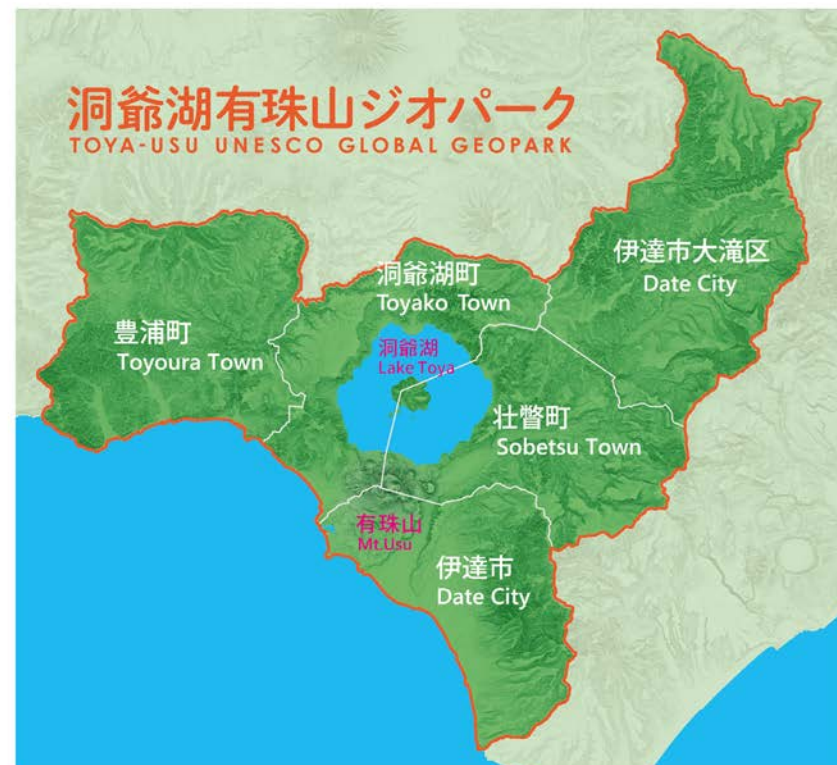 洞爺湖有珠山ジオパーク
TOYA-USU UNESCO GLOBAL GEOPARK
伊達市大滝区
Date City
洞爺湖町
Toyako Town
豊浦町
Toyoura Town
洞爺湖
Lake Toya
壮瞥町
Sobetsu Town
有珠山
Mt.Usu
伊達市
Date City